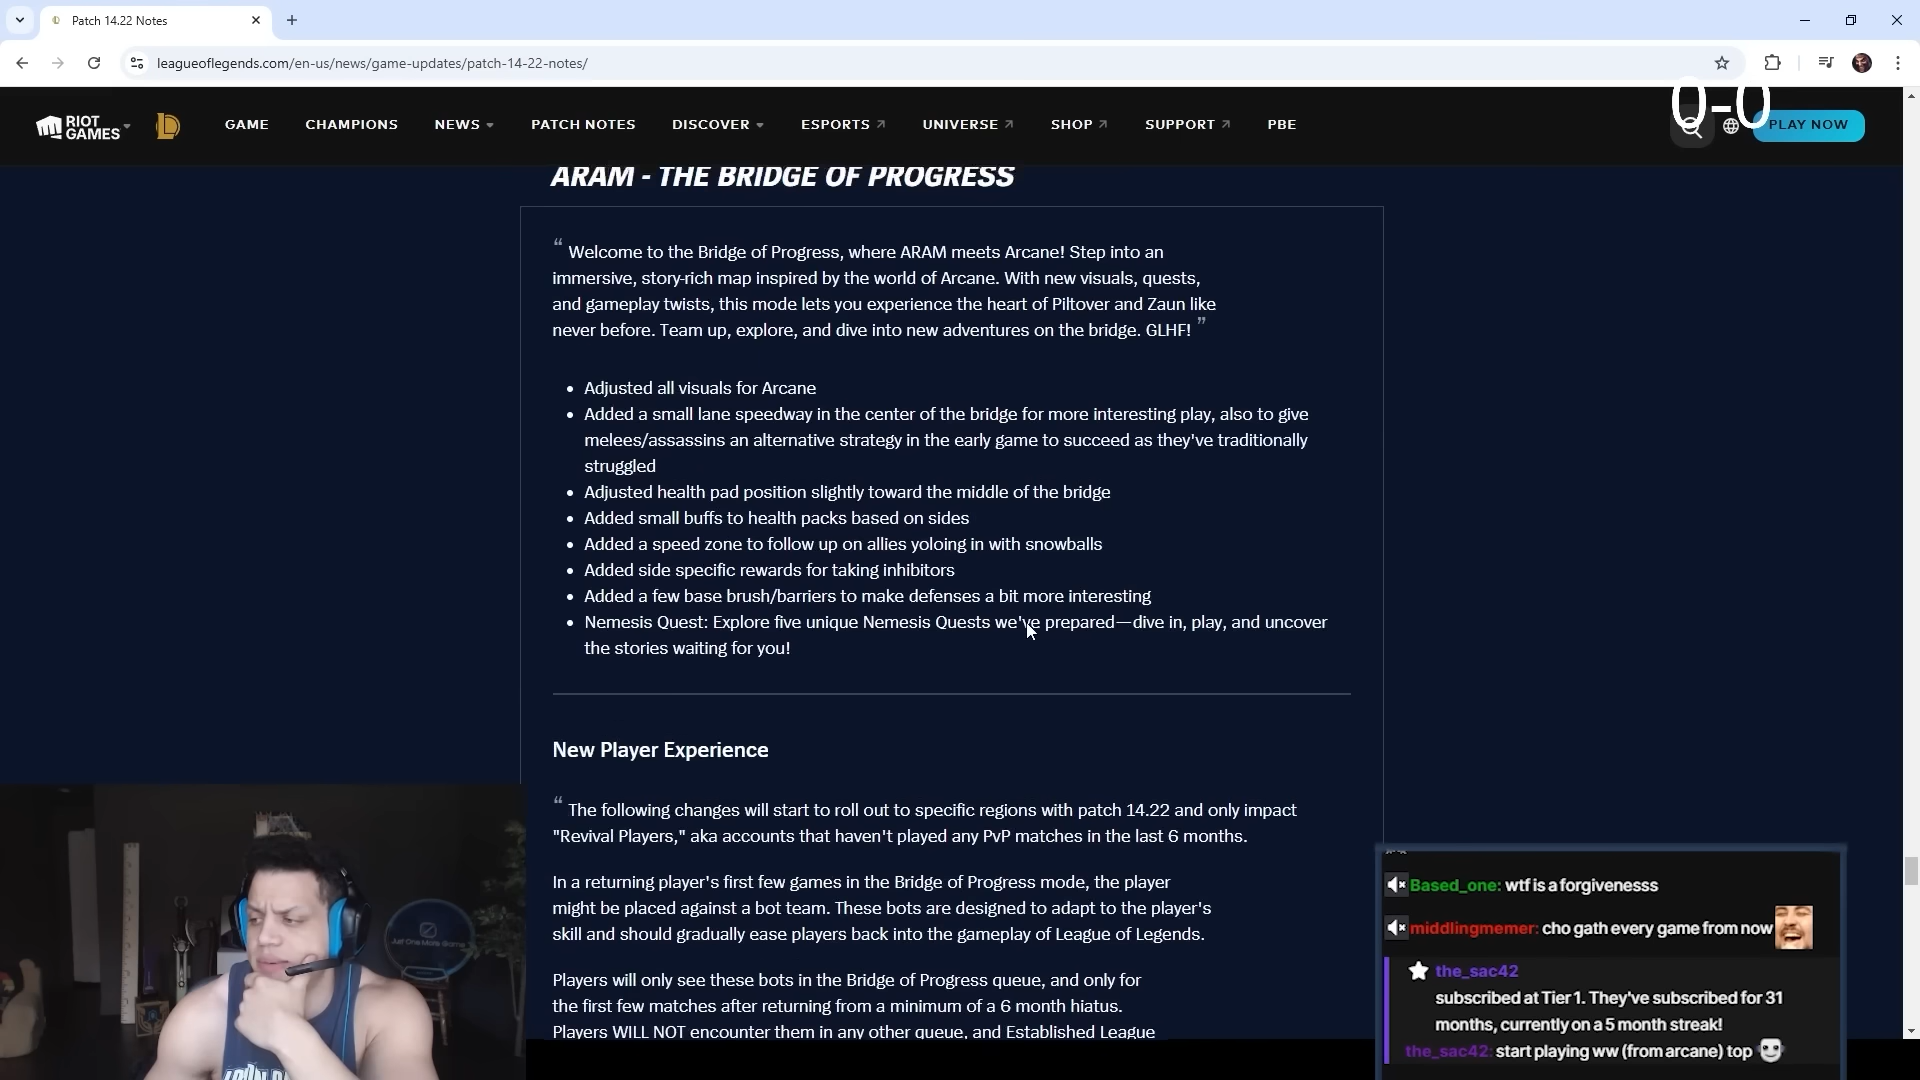 Patch 14.22 Notes
leagueoflegends.com/en-us/news/game-updates/patch-14-22-notes/
0-0
RIOT GAMES
GAME
CHAMPIONS
NEWS
PATCH NOTES
DISCOVER
ESPORTS
UNIVERSE
SHOP
SUPPORT
PBE
PLAY NOW
ARAM - THE BRIDGE OF PROGRESS
“ Welcome to the Bridge of Progress, where ARAM meets Arcane! Step into an
immersive, story-rich map inspired by the world of Arcane. With new visuals, quests,
and gameplay twists, this mode lets you experience the heart of Piltover and Zaun like
never before. Team up, explore, and dive into new adventures on the bridge. GLHF! ”
• Adjusted all visuals for Arcane
• Added a small lane speedway in the center of the bridge for more interesting play, also to give
melees/assassins an alternative strategy in the early game to succeed as they've traditionally
struggled
• Adjusted health pad position slightly toward the middle of the bridge
• Added small buffs to health packs based on sides
• Added a speed zone to follow up on allies yoloing in with snowballs
• Added side specific rewards for taking inhibitors
• Added a few base brush/barriers to make defenses a bit more interesting
• Nemesis Quest: Explore five unique Nemesis Quests we've prepared—dive in, play, and uncover
the stories waiting for you!
New Player Experience
“ The following changes will start to roll out to specific regions with patch 14.22 and only impact
"Revival Players," aka accounts that haven't played any PvP matches in the last 6 months.
In a returning player's first few games in the Bridge of Progress mode, the player
might be placed against a bot team. These bots are designed to adapt to the player's
skill and should gradually ease players back into the gameplay of League of Legends.
Players will only see these bots in the Bridge of Progress queue, and only for
the first few matches after returning from a minimum of a 6 month hiatus.
Players WILL NOT encounter them in any other queue, and Established League
Just One More Game
Based_one: wtf is a forgivenesss
middlingmemer: cho gath every game from now
the_sac42
subscribed at Tier 1. They've subscribed for 31
months, currently on a 5 month streak!
the_sac42: start playing ww (from arcane) top